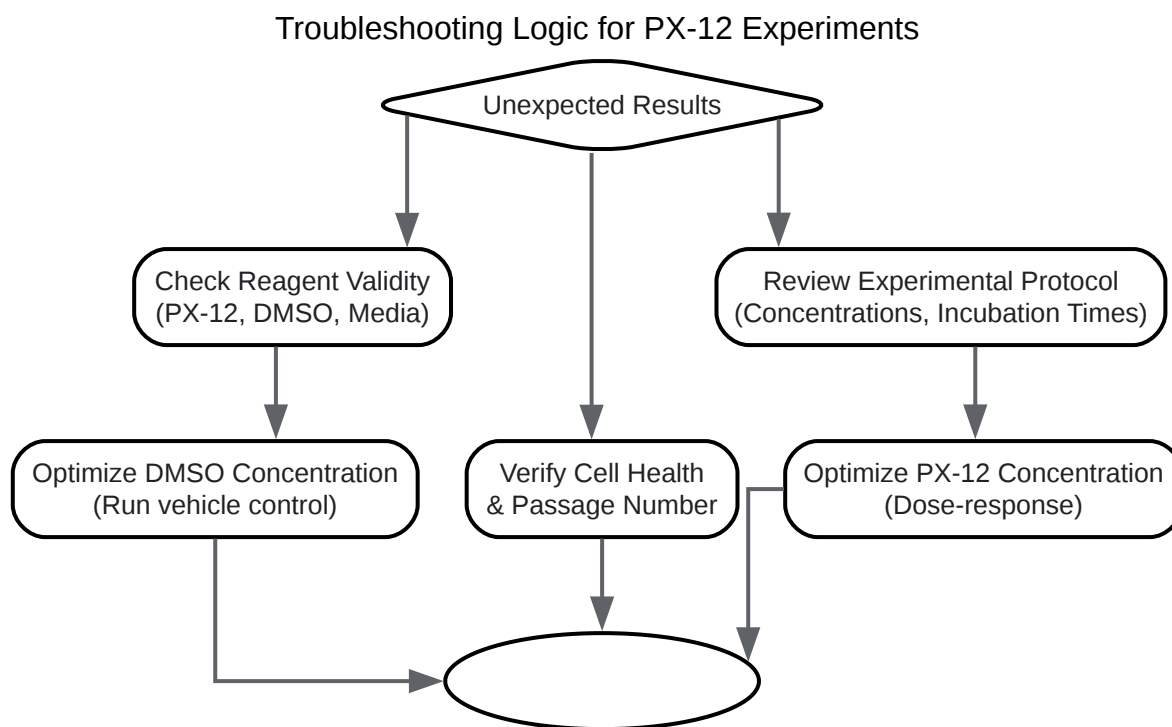 Troubleshooting Logic for PX-12 Experiments
Unexpected Results
Check Reagent Validity
(PX-12, DMSO, Media)
Review Experimental Protocol
(Concentrations, Incubation Times)
Optimize DMSO Concentration
(Run vehicle control)
Verify Cell Health
& Passage Number
Optimize PX-12 Concentration
(Dose-response)